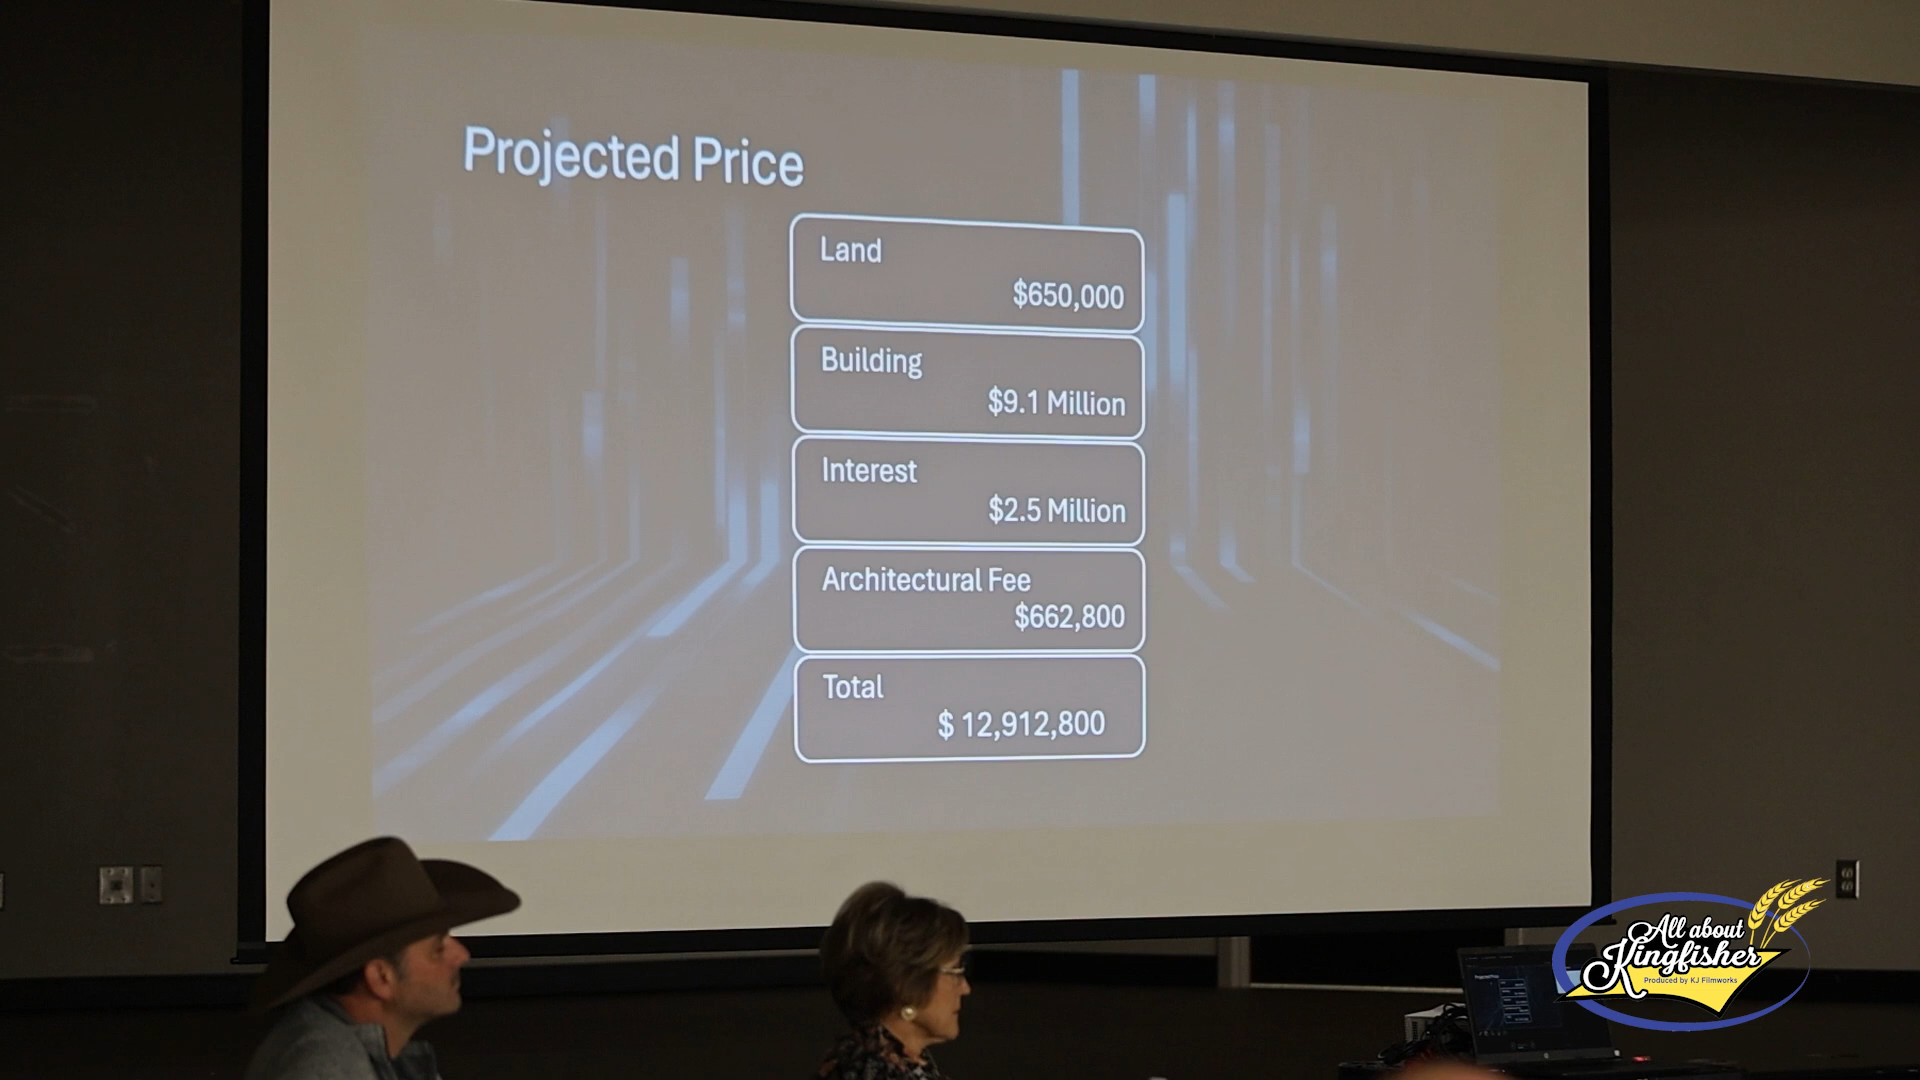 Projected Price
Land
$650,000
Building
$9.1 Million
Interest
$2.5 Million
Architectural Fee
$662,800
Total
$ 12,912,800
All about
Kingfisher
Produced by KJ Filmworks